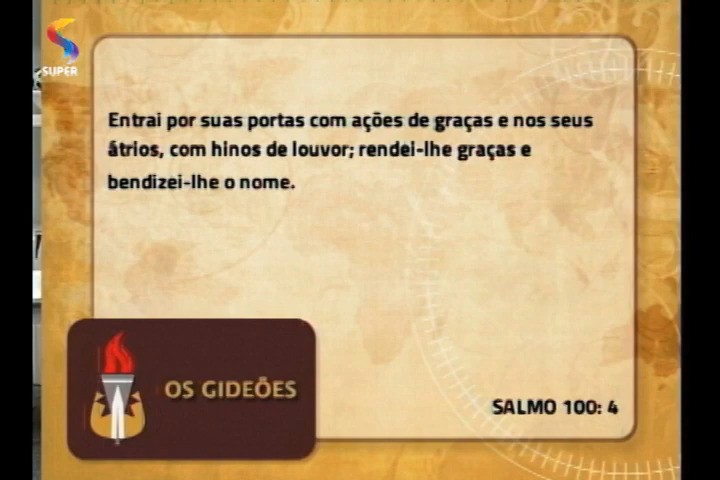 SUPER
Entrai por suas portas com ações de graças e nos seus
átrios, com hinos de louvor; rendei-lhe graças e
bendizei-lhe o nome.
OS GIDEÕES
SALMO 100: 4